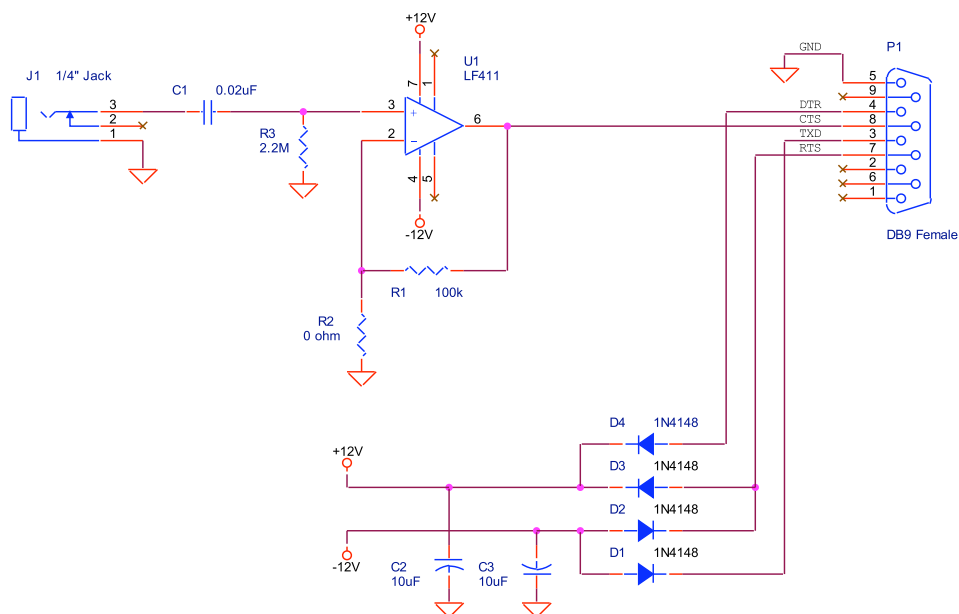 J1 1/4" Jack
3
2
1
C1 0.02uF
R3
2.2M
+12V
U1
LF411
7
1
3
+
2
−
6
4
5
-12V
R1 100k
R2
0 ohm
GND
P1
5
9
DTR
4
CTS
8
TXD
3
RTS
7
2
6
1
DB9 Female
D4 1N4148
+12V
D3 1N4148
D2 1N4148
-12V
D1 1N4148
C2
10uF
C3
10uF